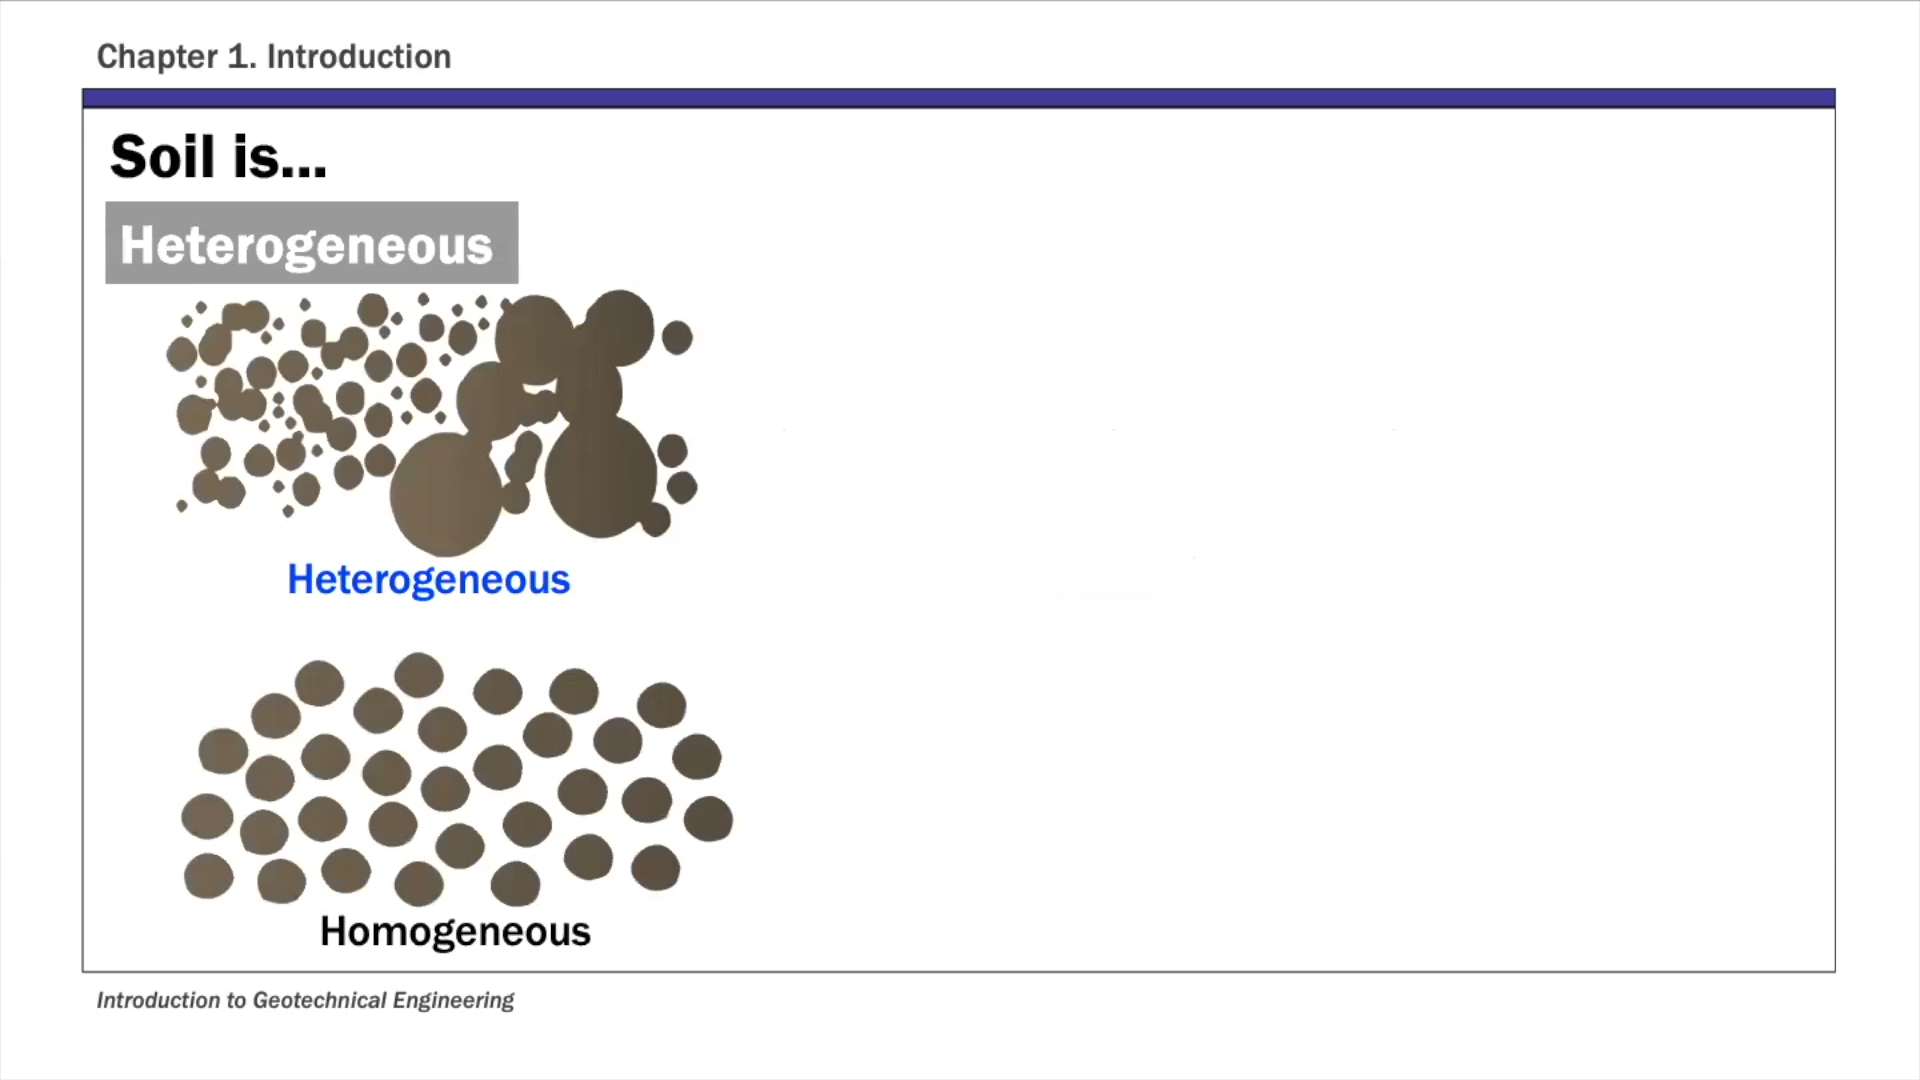 Chapter 1. Introduction
Soil is...
Heterogeneous
Heterogeneous
Homogeneous
Introduction to Geotechnical Engineering